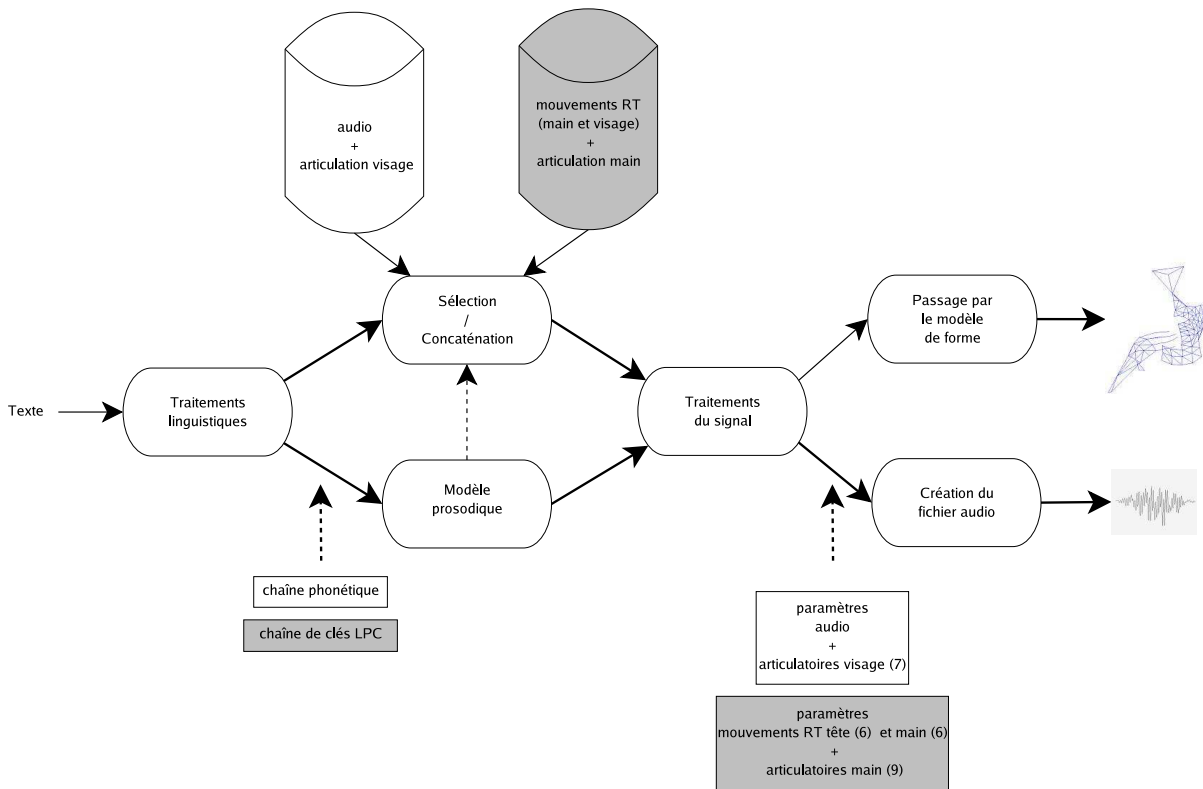 audio
+
articulation visage
mouvements RT
(main et visage)
+
articulation main
Sélection
/
Concaténation
Passage par
le modèle
de forme
Texte
Traitements
linguistiques
Traitements
du signal
Modèle
prosodique
Création du
fichier audio
chaîne phonétique
chaîne de clés LPC
paramètres
audio
+
articulatoires visage (7)
paramètres
mouvements RT tête (6) et main (6)
+
articulatoires main (9)